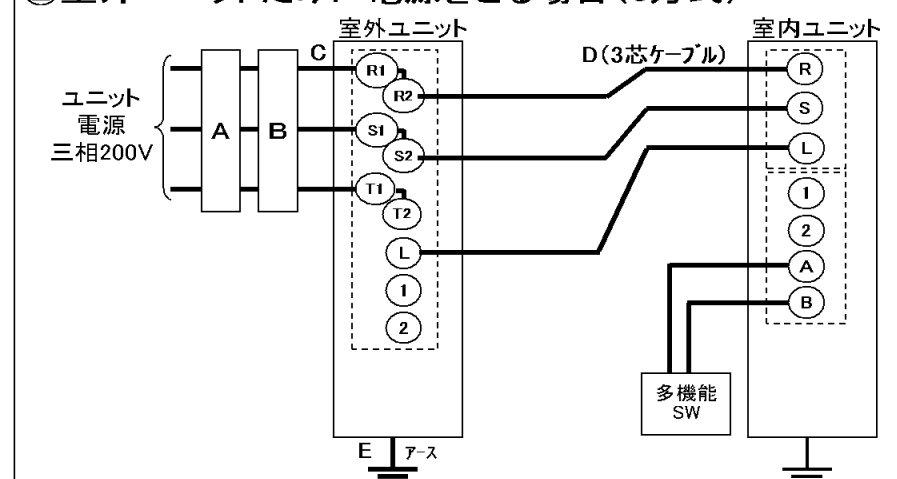 室外ユニット
室内ユニット
C
D(3芯ケーブル)
ユニット
電源
三相200V
A
B
R1
R2
S1
S2
T1
T2
L
1
2
R
S
L
1
2
A
B
多機能
SW
E アース